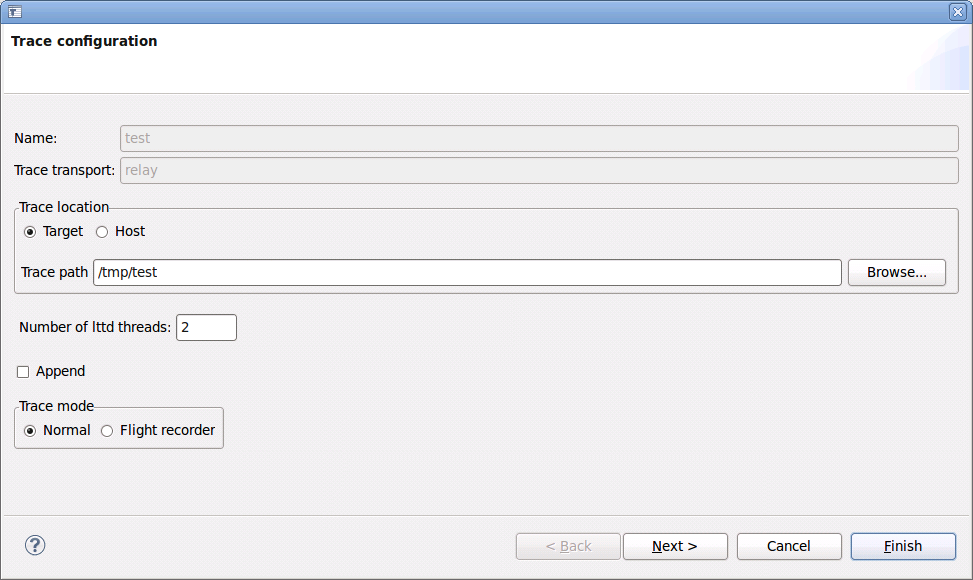 Trace configuration
Name: test
Trace transport: relay
Trace location
Target Host
Trace path /tmp/test Browse...
Number of lttd threads: 2
Append
Trace mode
Normal Flight recorder
? < Back Next > Cancel Finish